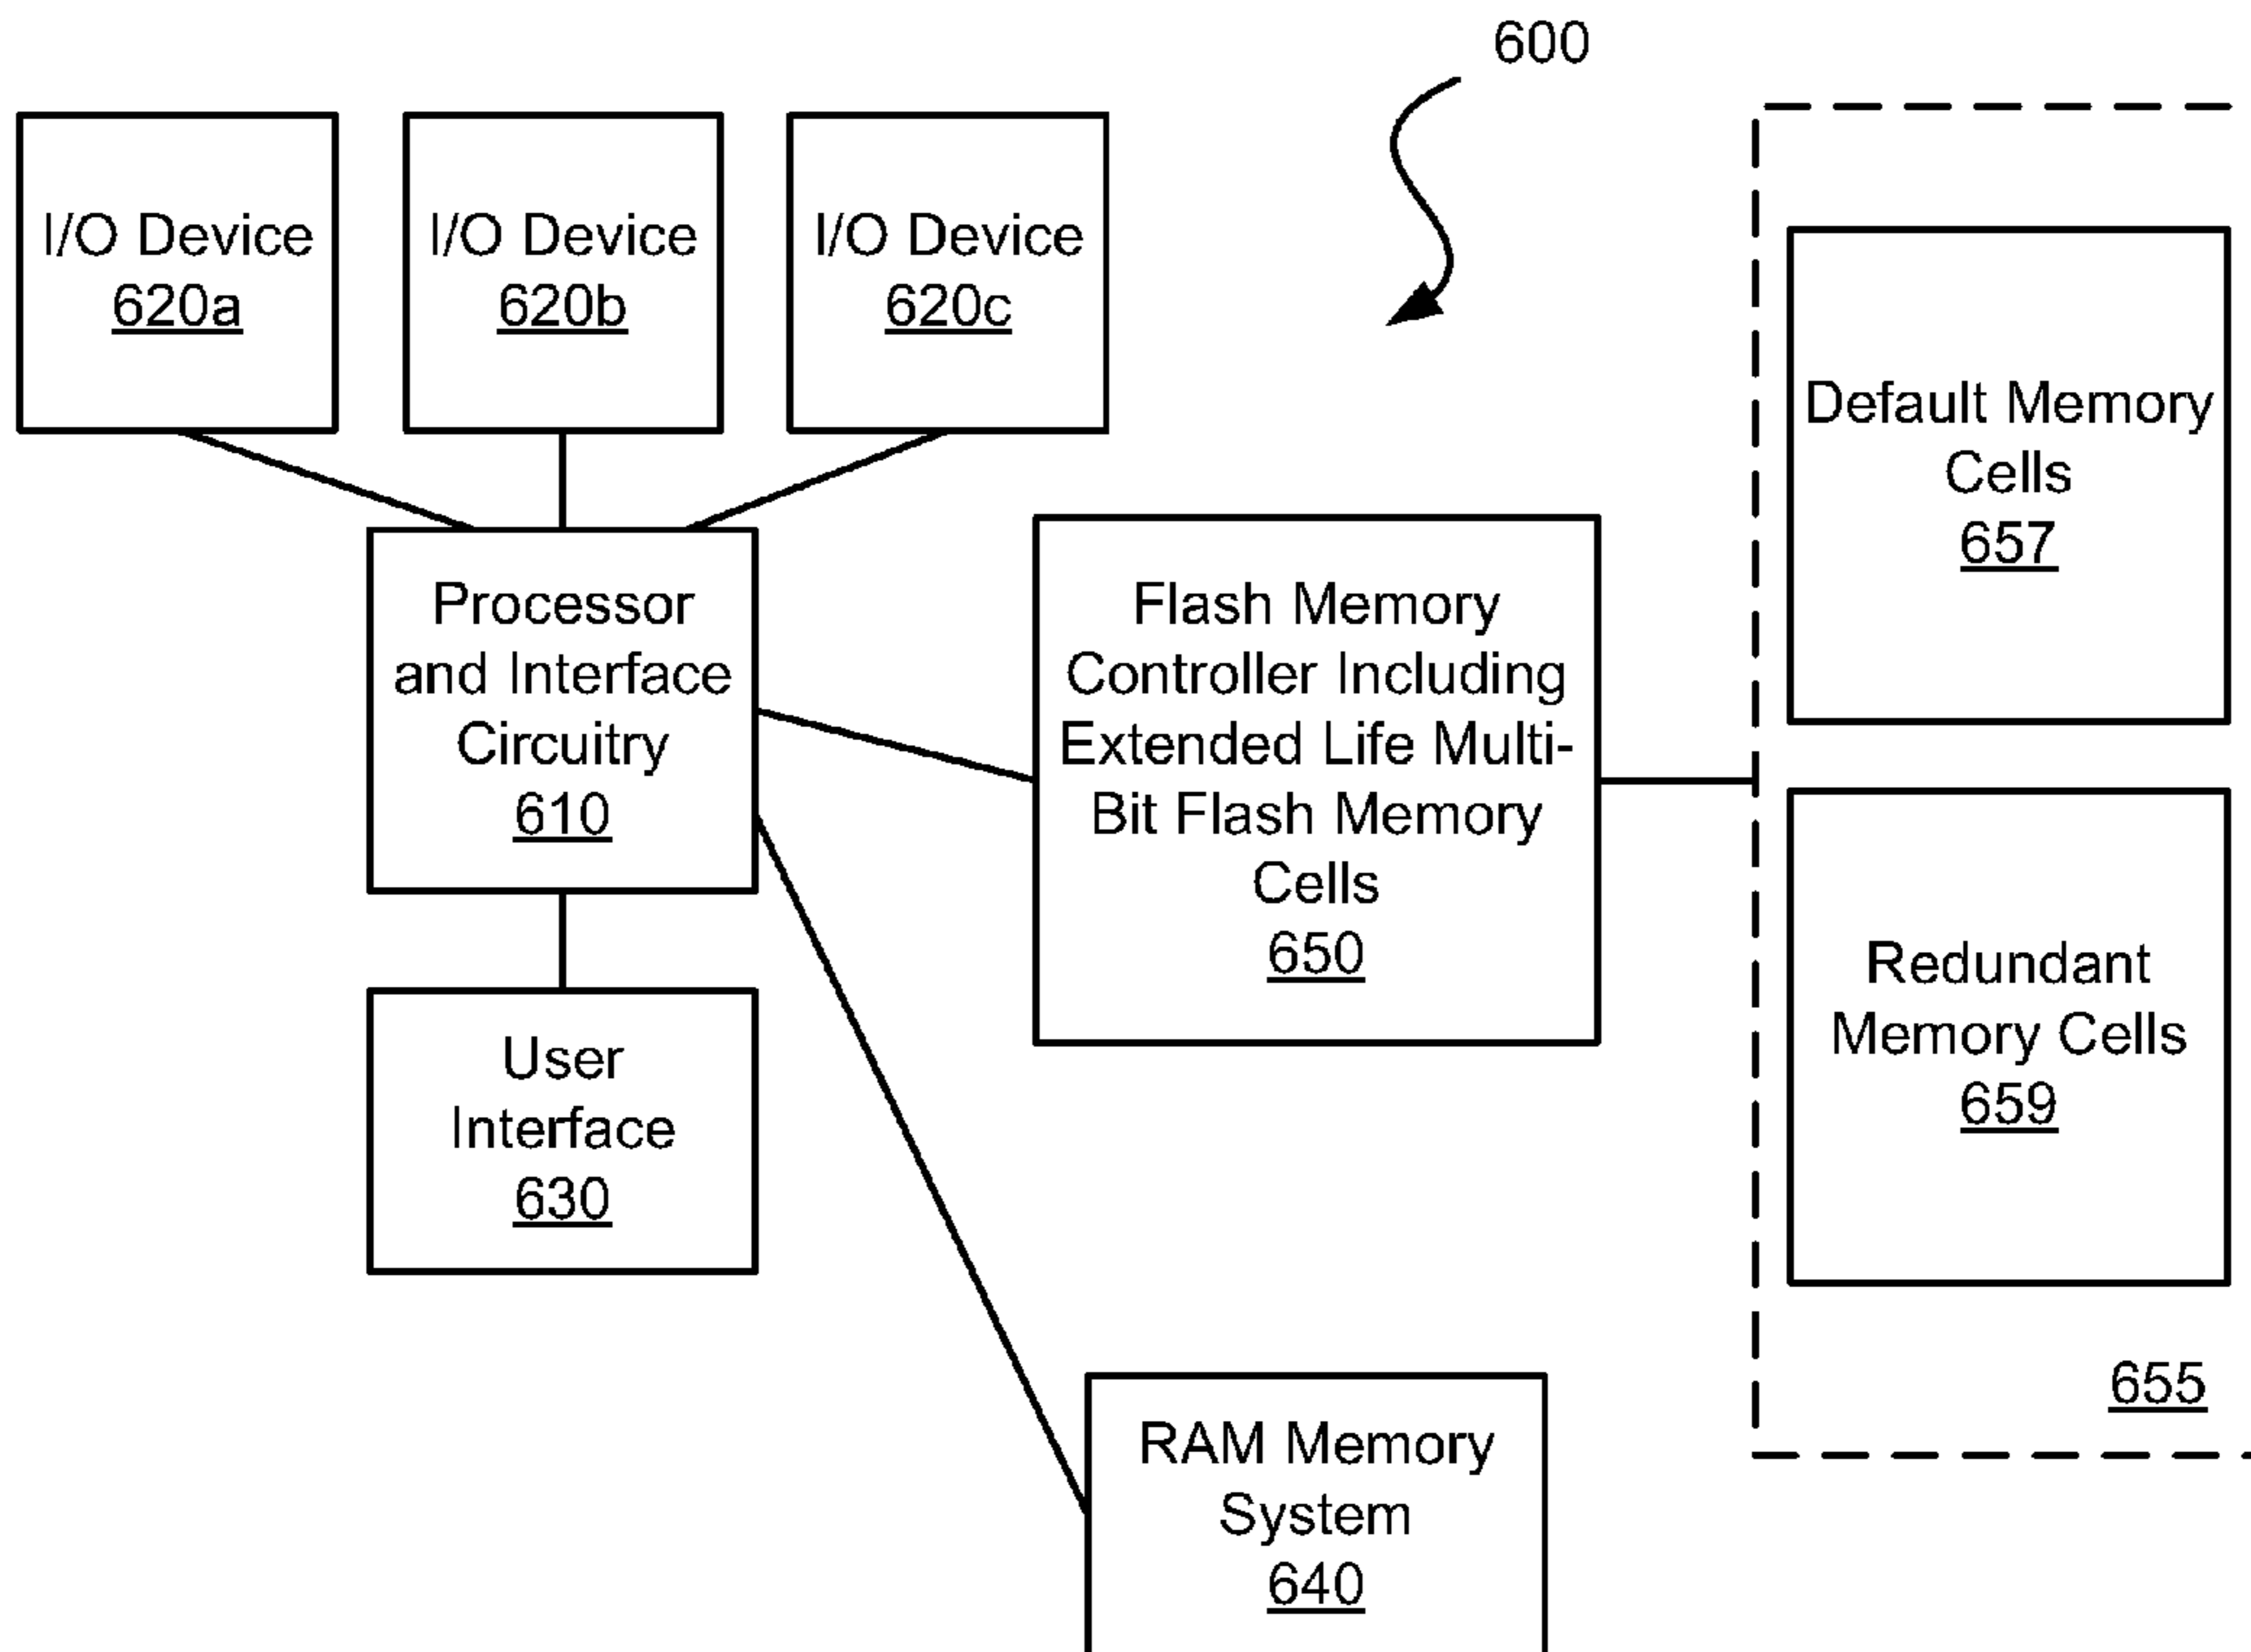 600
I/O Device
620a
I/O Device
620b
I/O Device
620c
Default Memory
Cells
657
Processor
and Interface
Circuitry
610
Flash Memory
Controller Including
Extended Life Multi-
Bit Flash Memory
Cells
650
Redundant
Memory Cells
659
User
Interface
630
655
RAM Memory
System
640